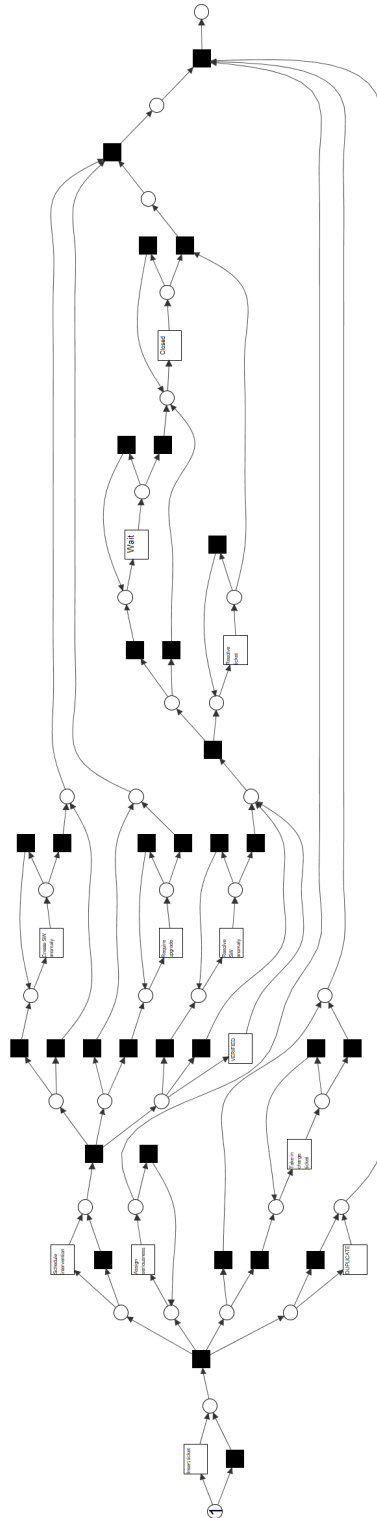 Closed
Wait
Resolve
ticket
Create SW
anomaly
Require
upgrade
Resolve
SW
anomaly
VERIFIED
Take in
charge
ticket
Schedule
intervention
Assign
seriousness
DUPLICATE
Insert ticket
1